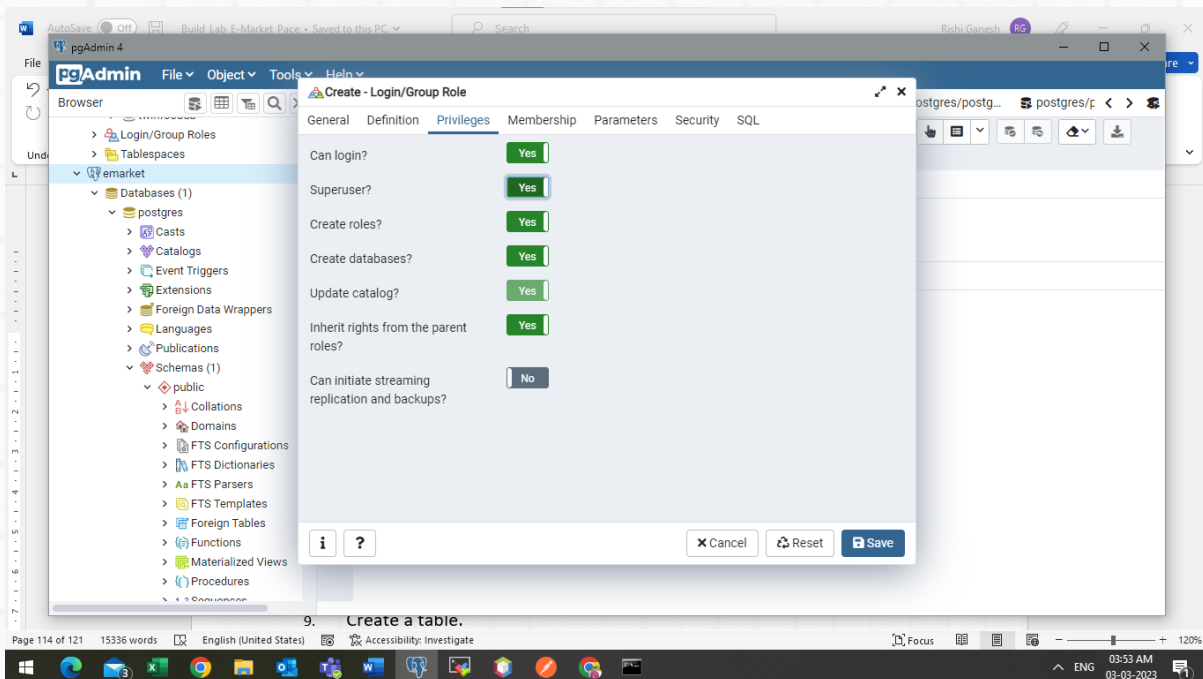 AutoSave Off Build Lab E-Market Pace • Saved to this PC Search Rishi Ganesh RG
File
Unde
pgAdmin 4
pgAdmin File Object Tools Help
Browser
Login/Group Roles
Tablespaces
emarket
Databases (1)
postgres
Casts
Catalogs
Event Triggers
Extensions
Foreign Data Wrappers
Languages
Publications
Schemas (1)
public
Collations
Domains
FTS Configurations
FTS Dictionaries
FTS Parsers
FTS Templates
Foreign Tables
Functions
Materialized Views
Procedures
Create - Login/Group Role
General Definition Privileges Membership Parameters Security SQL
Can login? Yes
Superuser? Yes
Create roles? Yes
Create databases? Yes
Update catalog? Yes
Inherit rights from the parent roles? Yes
Can initiate streaming No
replication and backups?
i ? Cancel Reset Save
ostgres/postg... postgres/p
9. Create a table.
Page 114 of 121 15336 words English (United States) Accessibility: Investigate Focus 120%
ENG 03:53 AM
03-03-2023